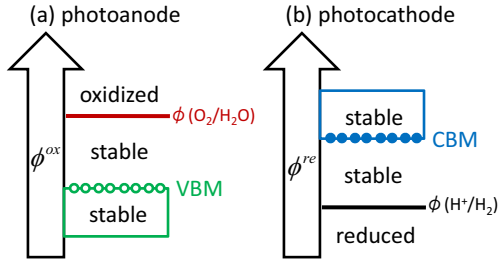 (a) photoanode
oxidized
ϕ(O₂/H₂O)
ϕᵒˣ
stable
VBM
stable
(b) photocathode
stable
CBM
ϕʳᵉ
stable
ϕ(H⁺/H₂)
reduced